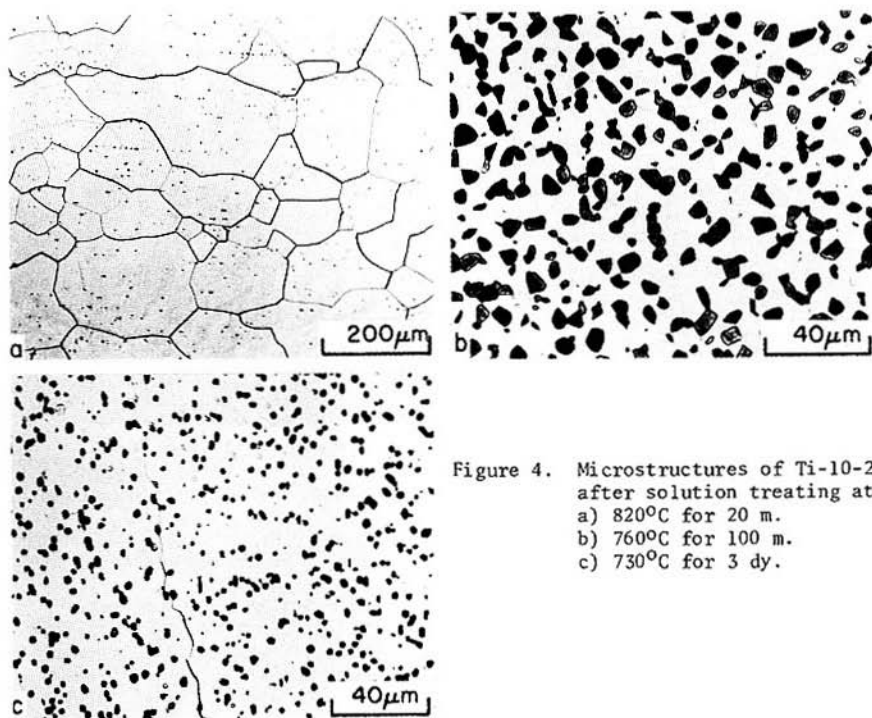 a
200μm
b
40μm
c
40μm
Figure 4. Microstructures of Ti-10-2
after solution treating at
a) 820°C for 20 m.
b) 760°C for 100 m.
c) 730°C for 3 dy.